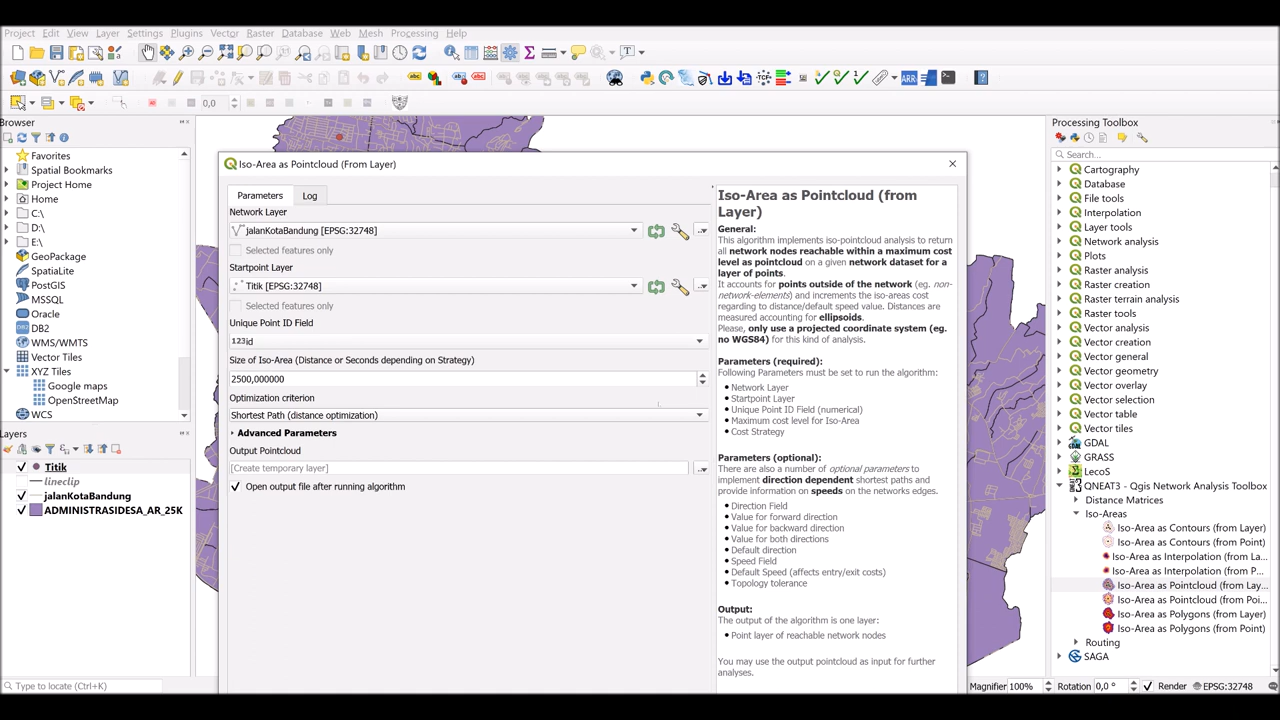 Project Edit View Layer Settings Plugins Vector Raster Database Web Mesh Processing Help
0,0
ARR
Browser
Favorites
Spatial Bookmarks
Project Home
Home
C:\
D:\
E:\
GeoPackage
SpatiaLite
PostGIS
MSSQL
Oracle
DB2
WMS/WMTS
Vector Tiles
XYZ Tiles
Google maps
OpenStreetMap
WCS
Layers
Titik
lineclip
jalanKotaBandung
ADMINISTRASIDESA_AR_25K
Type to locate (Ctrl+K)
Iso-Area as Pointcloud (From Layer)
Parameters
Log
Network Layer
jalanKotaBandung [EPSG:32748]
Selected features only
Startpoint Layer
Titik [EPSG:32748]
Selected features only
Unique Point ID Field
123 id
Size of Iso-Area (Distance or Seconds depending on Strategy)
2500,000000
Optimization criterion
Shortest Path (distance optimization)
Advanced Parameters
Output Pointcloud
[Create temporary layer]
Open output file after running algorithm
Iso-Area as Pointcloud (from
Layer)
General:
This algorithm implements iso-pointcloud analysis to return
all network nodes reachable within a maximum cost
level as pointcloud on a given network dataset for a
layer of points.
It accounts for points outside of the network (eg. non-
network-elements) and increments the iso-areas cost
regarding to distance/default speed value. Distances are
measured accounting for ellipsoids.
Please, only use a projected coordinate system (eg.
no WGS84) for this kind of analysis.
Parameters (required):
Following Parameters must be set to run the algorithm:
• Network Layer
• Startpoint Layer
• Unique Point ID Field (numerical)
• Maximum cost level for Iso-Area
• Cost Strategy
Parameters (optional):
There are also a number of optional parameters to
implement direction dependent shortest paths and
provide information on speeds on the networks edges.
• Direction Field
• Value for forward direction
• Value for backward direction
• Value for both directions
• Default direction
• Speed Field
• Default Speed (affects entry/exit costs)
• Topology tolerance
Output:
The output of the algorithm is one layer:
• Point layer of reachable network nodes
You may use the output pointcloud as input for further
analyses.
Processing Toolbox
Search...
Cartography
Database
File tools
Interpolation
Layer tools
Network analysis
Plots
Raster analysis
Raster creation
Raster terrain analysis
Raster tools
Vector analysis
Vector creation
Vector general
Vector geometry
Vector overlay
Vector selection
Vector table
Vector tiles
GDAL
GRASS
LecoS
QNEAT3 - Qgis Network Analysis Toolbox
Distance Matrices
Iso-Areas
Iso-Area as Contours (from Layer)
Iso-Area as Contours (from Point)
Iso-Area as Interpolation (from La...
Iso-Area as Interpolation (from P...
Iso-Area as Pointcloud (from Lay...
Iso-Area as Pointcloud (from Poi...
Iso-Area as Polygons (from Layer)
Iso-Area as Polygons (from Point)
Routing
SAGA
Magnifier 100% Rotation 0,0 ° Render EPSG:32748